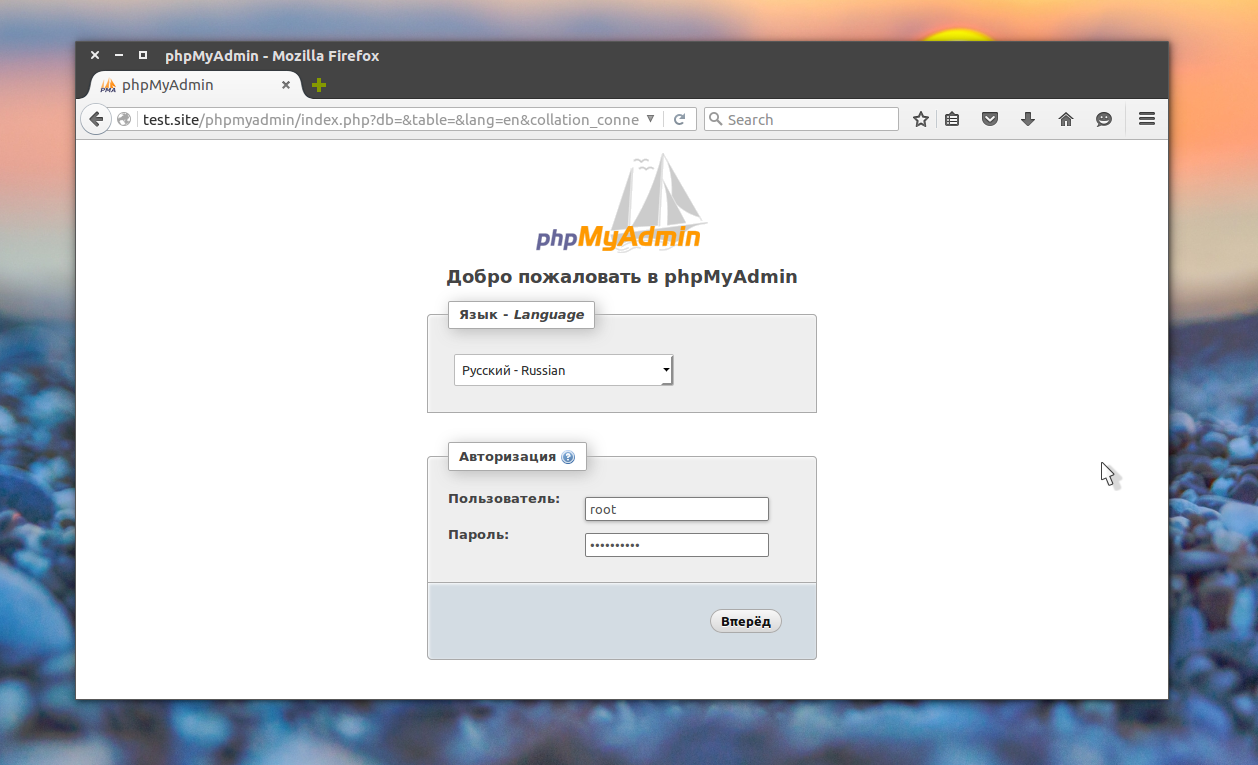 phpMyAdmin - Mozilla Firefox
PMA phpMyAdmin
test.site/phpmyadmin/index.php?db=&table=&lang=en&collation_conne
Search
phpMyAdmin
Добро пожаловать в phpMyAdmin
Язык - Language
Русский - Russian
Авторизация
Пользователь: root
Пароль: ••••••••••
Вперёд